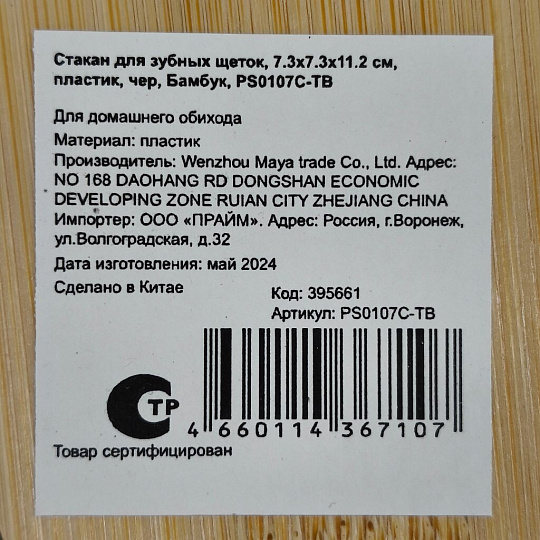 Стакан для зубных щеток, 7.3х7.3х11.2 см,
пластик, чер, Бамбук, PS0107C-TB
Для домашнего обихода
Материал: пластик
Производитель: Wenzhou Maya trade Co., Ltd. Адрес:
NO 168 DAOHANG RD DONGSHAN ECONOMIC
DEVELOPING ZONE RUIAN CITY ZHEJIANG CHINA
Импортер: ООО «ПРАЙМ». Адрес: Россия, г.Воронеж,
ул.Волгоградская, д.32
Дата изготовления: май 2024
Сделано в Китае
Код: 395661
Артикул: PS0107C-TB
СТР
4 660114 367107
Товар сертифицирован